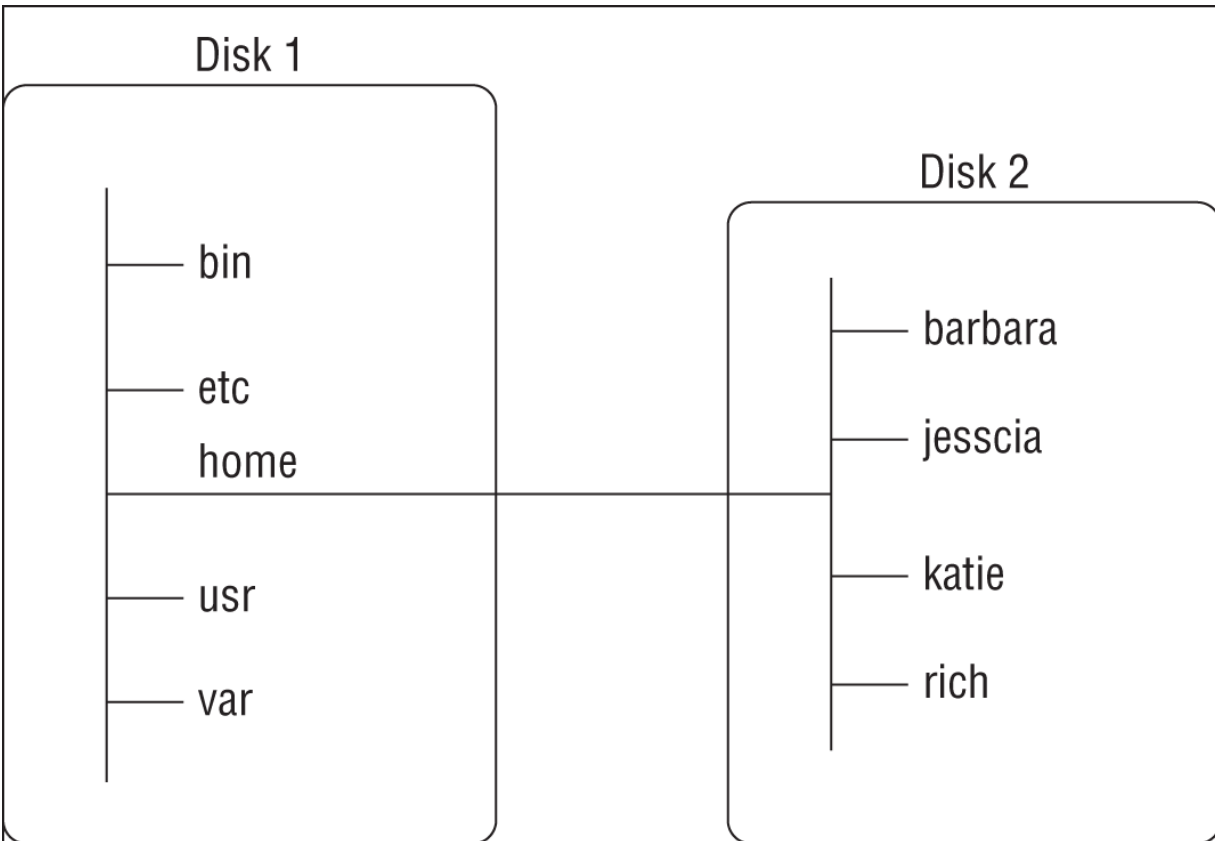 Disk 1
bin
etc
home
usr
var
Disk 2
barbara
jesscia
katie
rich